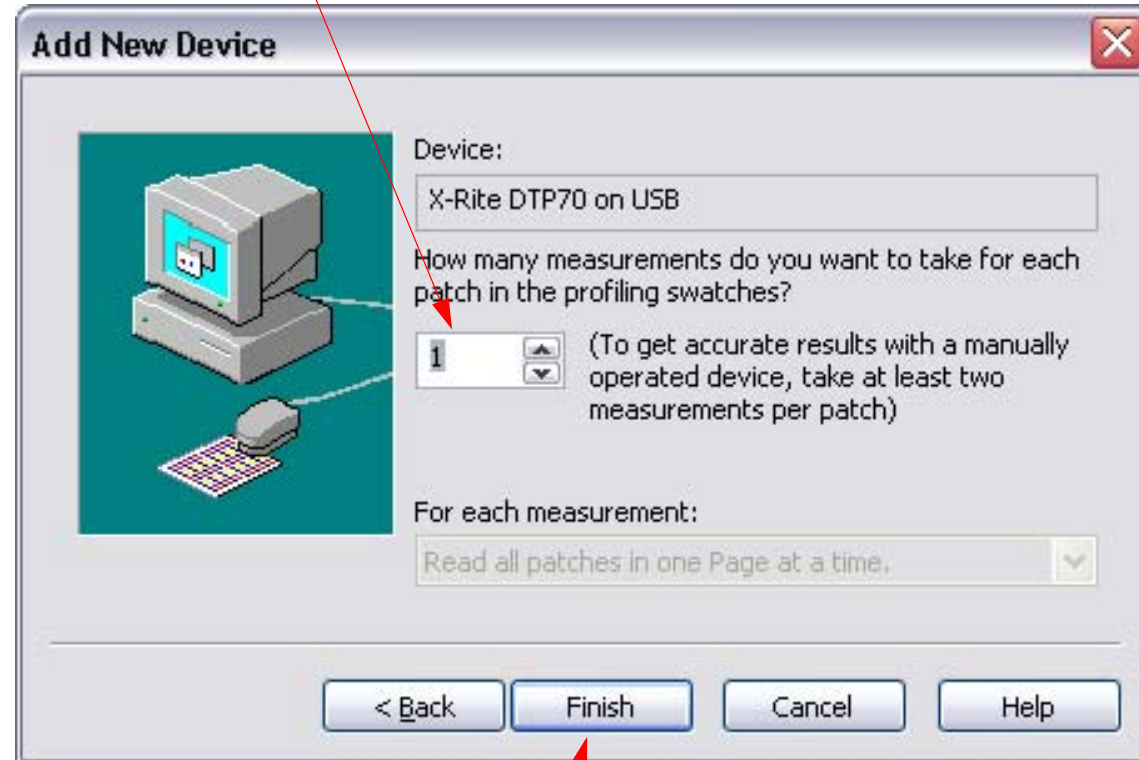 Add New Device
Device:
X-Rite DTP70 on USB
How many measurements do you want to take for each
patch in the profiling swatches?
1
(To get accurate results with a manually
operated device, take at least two
measurements per patch)
For each measurement:
Read all patches in one Page at a time.
< Back
Finish
Cancel
Help